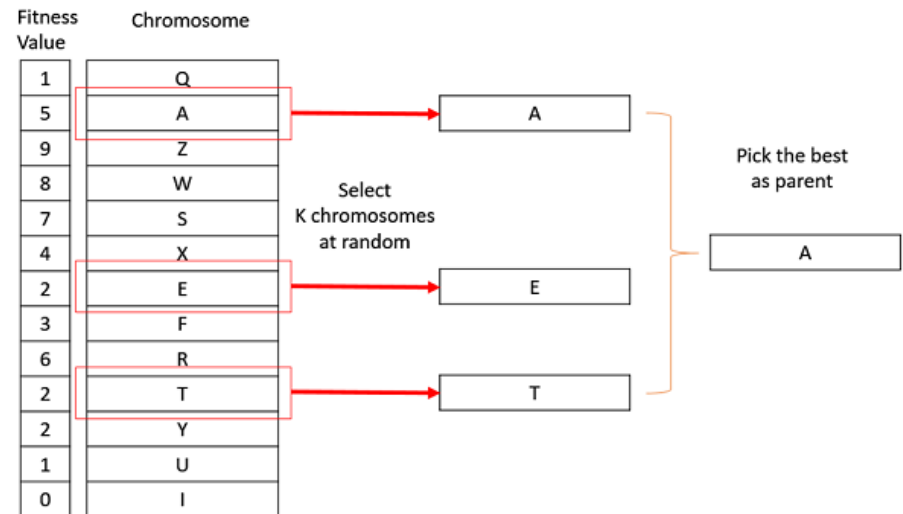 Fitness
Value
Chromosome
1 Q
5 A
9 Z
8 W
7 S
4 X
2 E
3 F
6 R
2 T
2 Y
1 U
0 I
Select
K chromosomes
at random
A
E
T
Pick the best
as parent
A